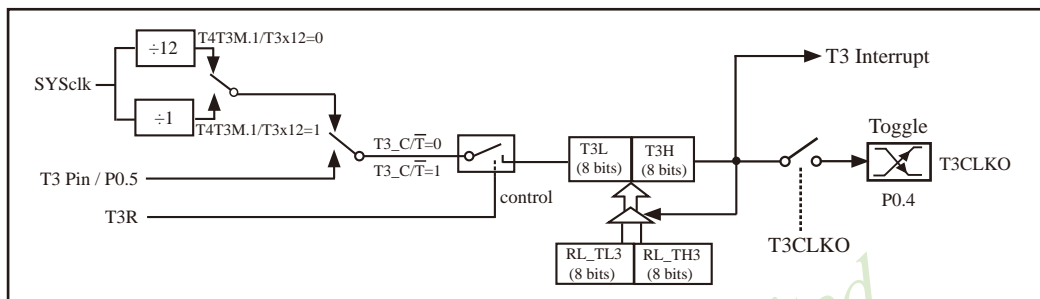 ÷12
T4T3M.1/T3x12=0
SYSclk
÷1
T4T3M.1/T3x12=1
T3 Pin / P0.5
T3R
T3_C/T̅=0
T3_C/T̅=1
control
T3L
(8 bits)
T3H
(8 bits)
RL_TL3
(8 bits)
RL_TH3
(8 bits)
T3 Interrupt
Toggle
T3CLKO
P0.4
T3CLKO